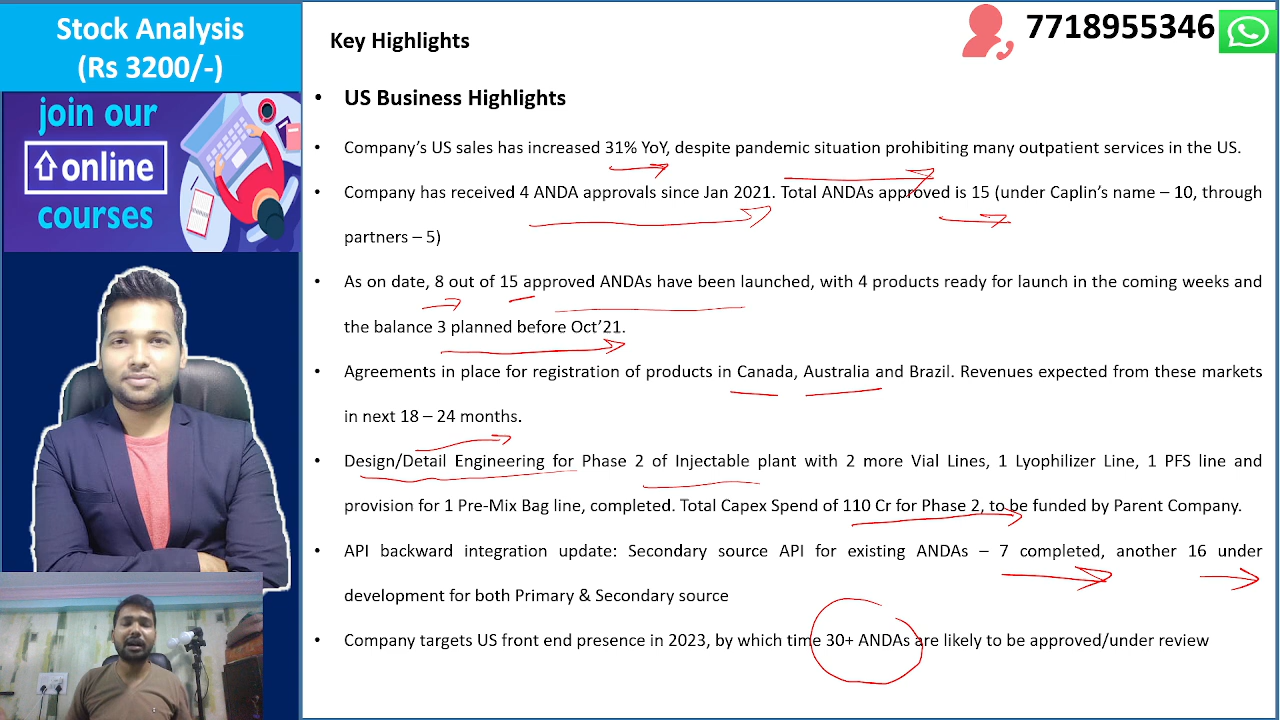 Stock Analysis
(Rs 3200/-)
join our
online
courses
7718955346
Key Highlights
• US Business Highlights
• Company's US sales has increased 31% YoY, despite pandemic situation prohibiting many outpatient services in the US.
• Company has received 4 ANDA approvals since Jan 2021. Total ANDAs approved is 15 (under Caplin's name – 10, through
partners – 5)
• As on date, 8 out of 15 approved ANDAs have been launched, with 4 products ready for launch in the coming weeks and
the balance 3 planned before Oct'21.
• Agreements in place for registration of products in Canada, Australia and Brazil. Revenues expected from these markets
in next 18 – 24 months.
• Design/Detail Engineering for Phase 2 of Injectable plant with 2 more Vial Lines, 1 Lyophilizer Line, 1 PFS line and
provision for 1 Pre-Mix Bag line, completed. Total Capex Spend of 110 Cr for Phase 2, to be funded by Parent Company.
• API backward integration update: Secondary source API for existing ANDAs – 7 completed, another 16 under
development for both Primary & Secondary source
• Company targets US front end presence in 2023, by which time 30+ ANDAs are likely to be approved/under review